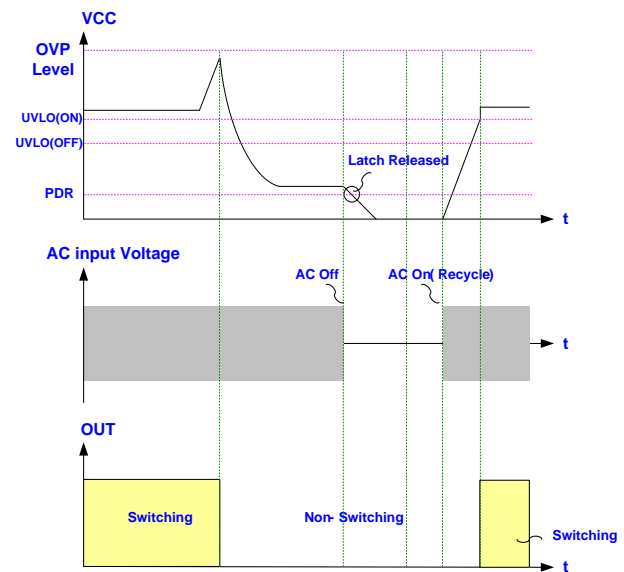 VCC
OVP
Level
UVLO(ON)
UVLO(OFF)
Latch Released
PDR
t
AC input Voltage
AC Off
AC On( Recycle)
t
OUT
Switching
Non- Switching
Switching
t